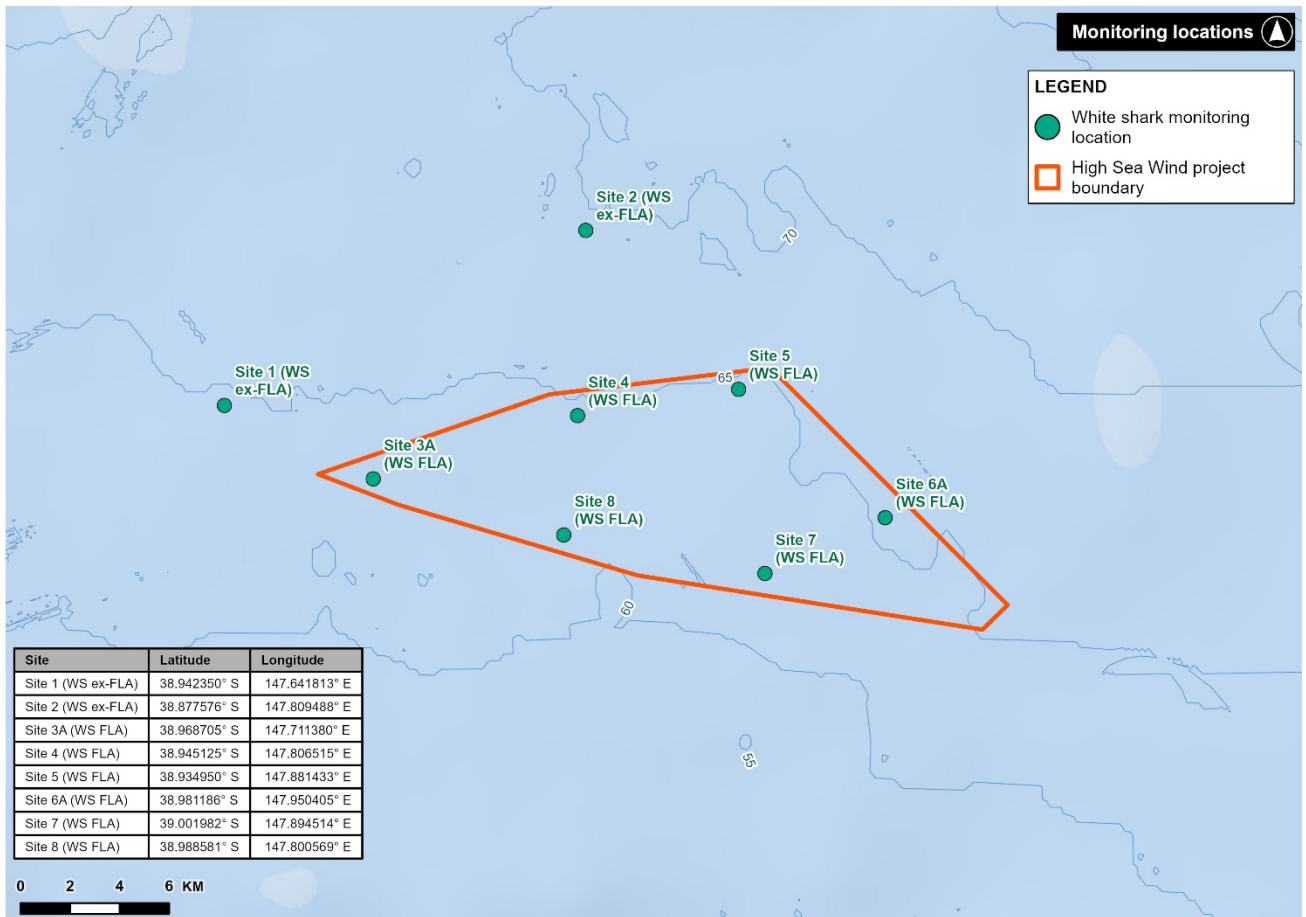 Monitoring locations
LEGEND
White shark monitoring
location
High Sea Wind project
boundary
Site 2 (WS
ex-FLA)
70
Site 1 (WS
ex-FLA)
Site 5
(WS FLA)
65
Site 4
(WS FLA)
Site 3A
(WS FLA)
Site 6A
(WS FLA)
Site 8
(WS FLA)
Site 7
(WS FLA)
60
55
Site Latitude Longitude
Site 1 (WS ex-FLA) 38.942350° S 147.641813° E
Site 2 (WS ex-FLA) 38.877576° S 147.809488° E
Site 3A (WS FLA) 38.968705° S 147.711380° E
Site 4 (WS FLA) 38.945125° S 147.806515° E
Site 5 (WS FLA) 38.934950° S 147.881433° E
Site 6A (WS FLA) 38.981186° S 147.950405° E
Site 7 (WS FLA) 39.001982° S 147.894514° E
Site 8 (WS FLA) 38.988581° S 147.800569° E
0 2 4 6 KM